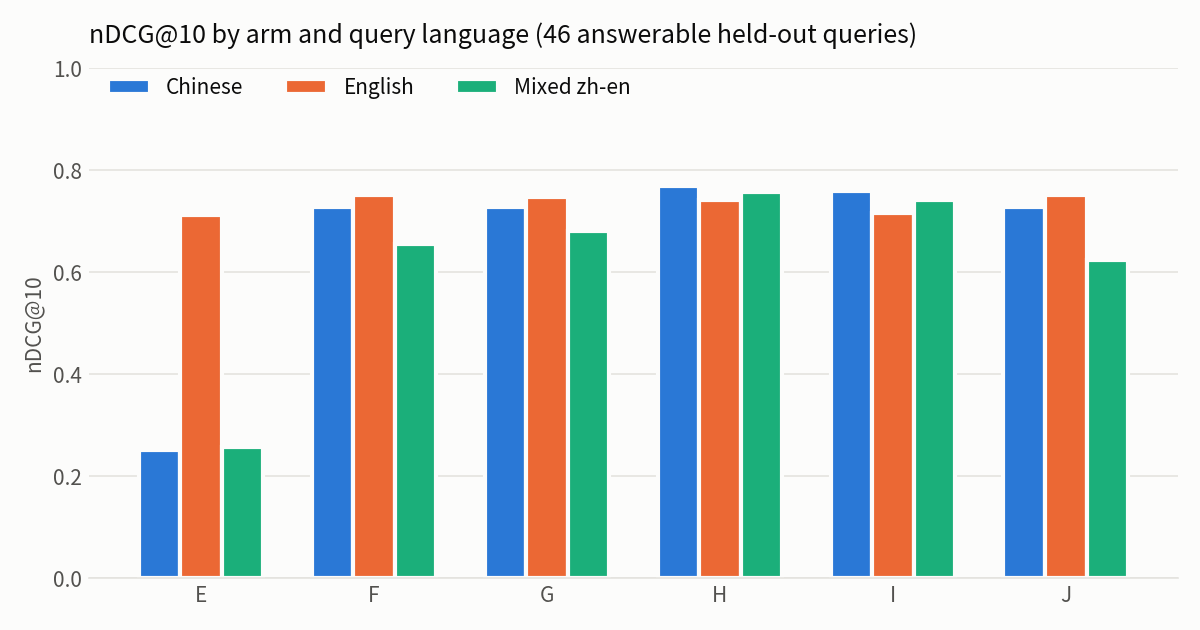 nDCG@10 by arm and query language (46 answerable held-out queries)
Chinese English Mixed zh-en
1.0
0.8
0.6
0.4
0.2
0.0
nDCG@10
E F G H I J